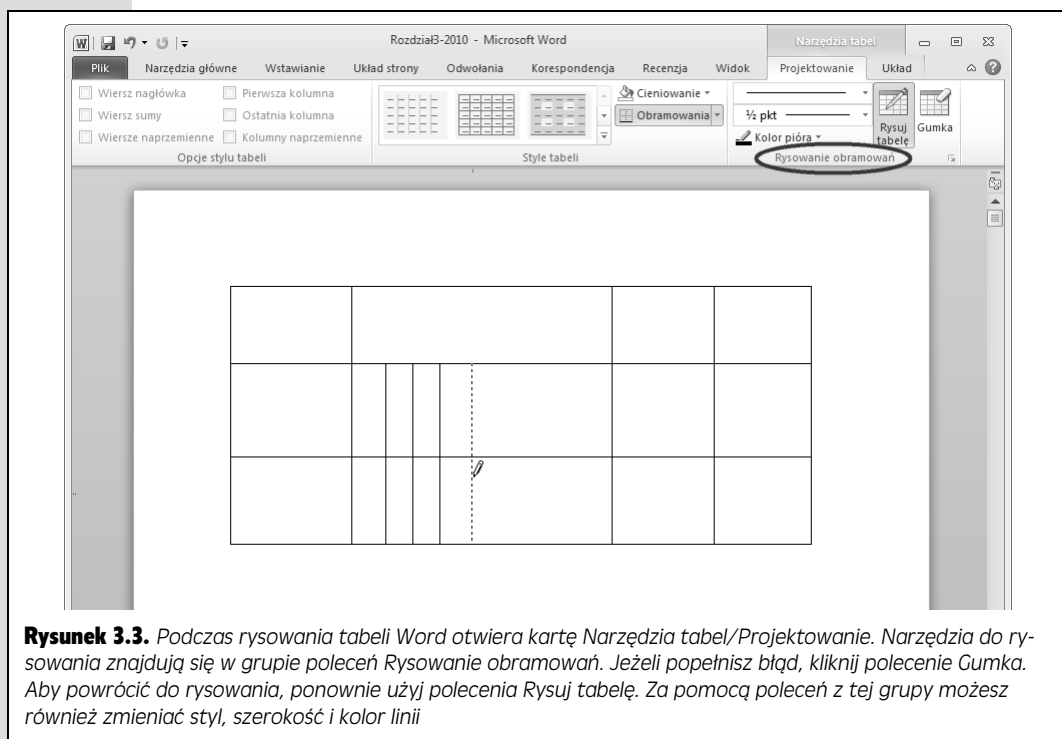 Rozdział3-2010 - Microsoft Word
Narzędzia tabel
Plik Narzędzia główne Wstawianie Układ strony Odwołania Korespondencja Recenzja Widok Projektowanie Układ
Wiersz nagłówka Pierwsza kolumna
Wiersz sumy Ostatnia kolumna
Wiersze naprzemienne Kolumny naprzemienne
Opcje stylu tabeli
Style tabeli
Cieniowanie
Obramowania
½ pkt
Kolor pióra
Rysuj tabelę
Gumka
Rysowanie obramowań
Rysunek 3.3. Podczas rysowania tabeli Word otwiera kartę Narzędzia tabel/Projektowanie. Narzędzia do ry-
sowania znajdują się w grupie poleceń Rysowanie obramowań. Jeżeli popełnisz błąd, kliknij polecenie Gumka.
Aby powrócić do rysowania, ponownie użyj polecenia Rysuj tabelę. Za pomocą poleceń z tej grupy możesz
również zmieniać styl, szerokość i kolor linii